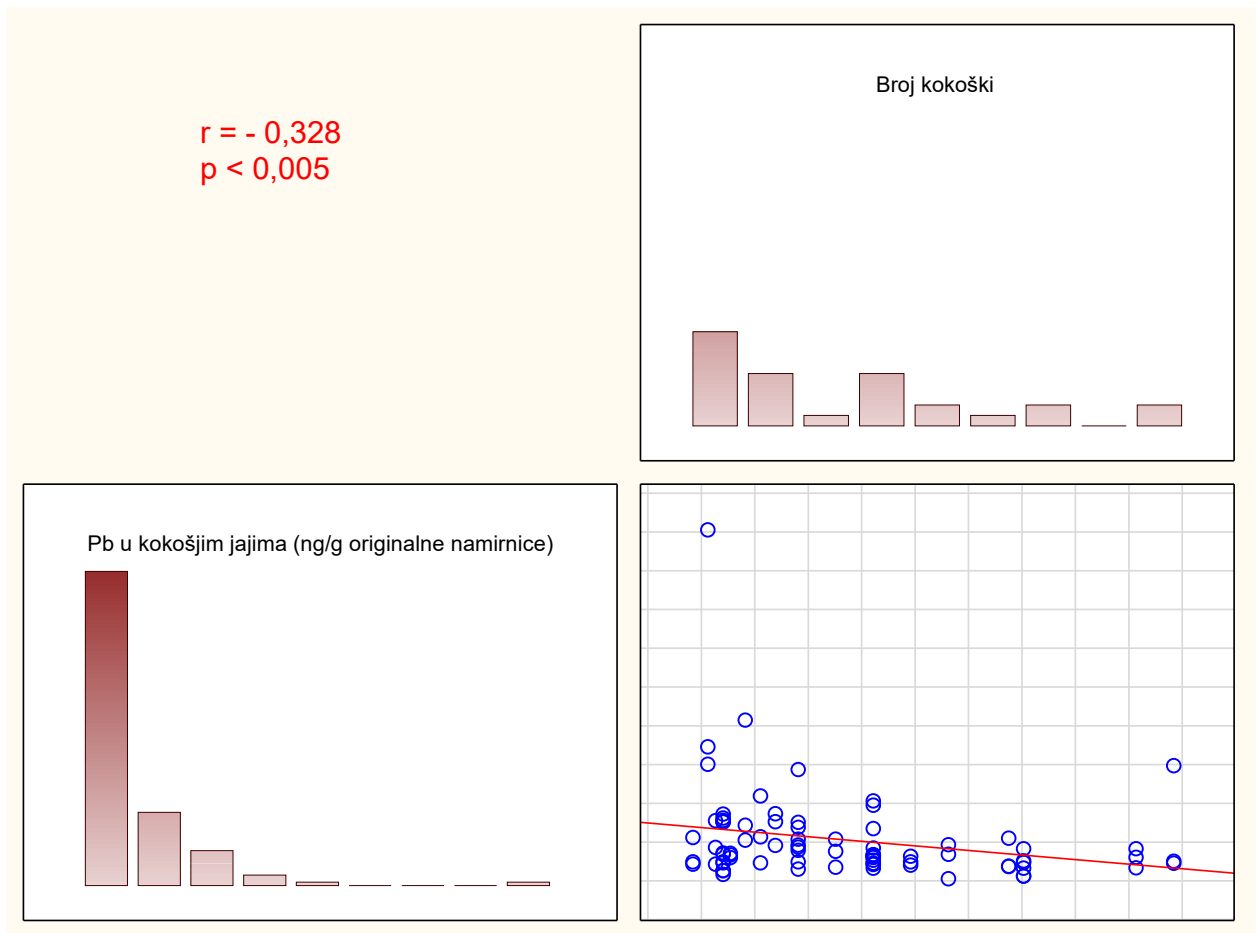 r = - 0,328
p < 0,005
Broj kokoški
Pb u kokošjim jajima (ng/g originalne namirnice)